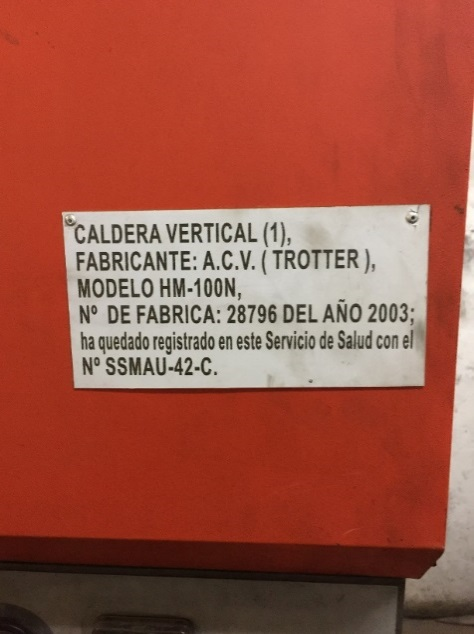 CALDERA VERTICAL (1),
FABRICANTE: A.C.V. ( TROTTER ),
MODELO HM-100N,
Nº DE FABRICA: 28796 DEL AÑO 2003;
ha quedado registrado en este Servicio de Salud con el
Nº SSMAU-42-C.